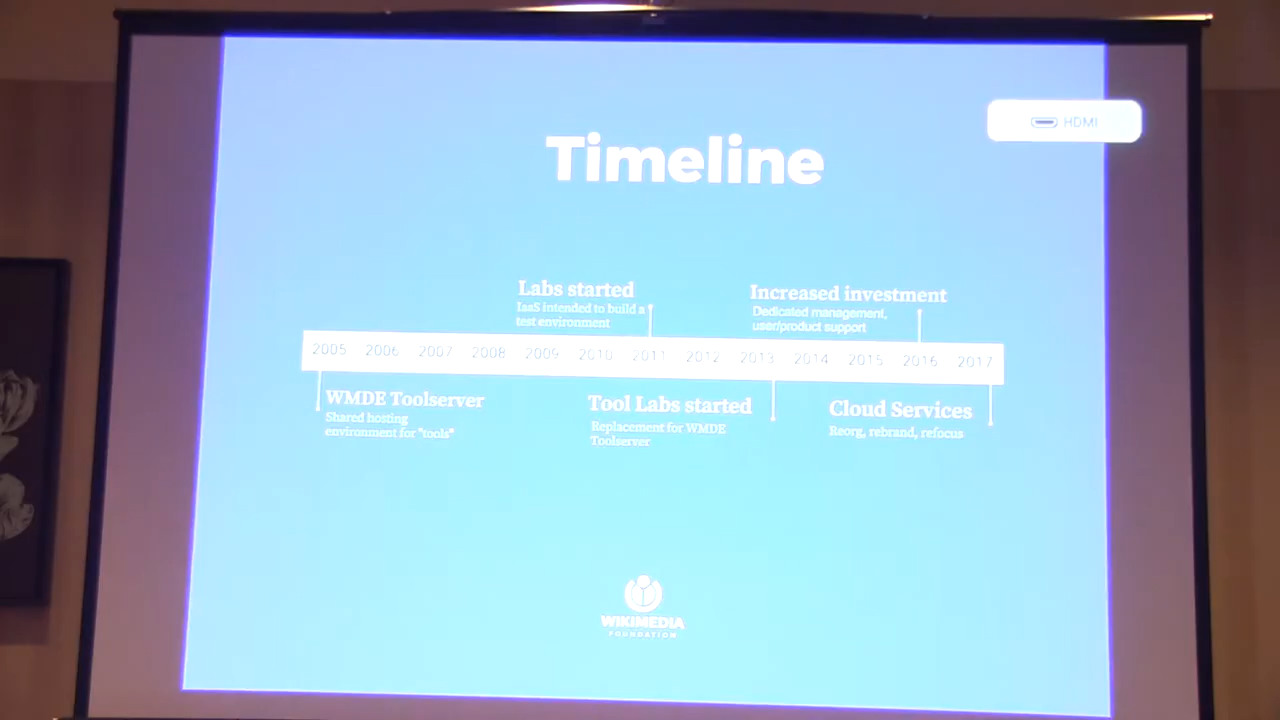 HDMI
Timeline
Labs started
IaaS intended to build a
test environment
Increased investment
Dedicated management,
user/product support
2005 2006 2007 2008 2009 2010 2011 2012 2013 2014 2015 2016 2017
WMDE Toolserver
Shared hosting
environment for "tools"
Tool Labs started
Replacement for WMDE
Toolserver
Cloud Services
Reorg, rebrand, refocus
WIKIMEDIA
FOUNDATION